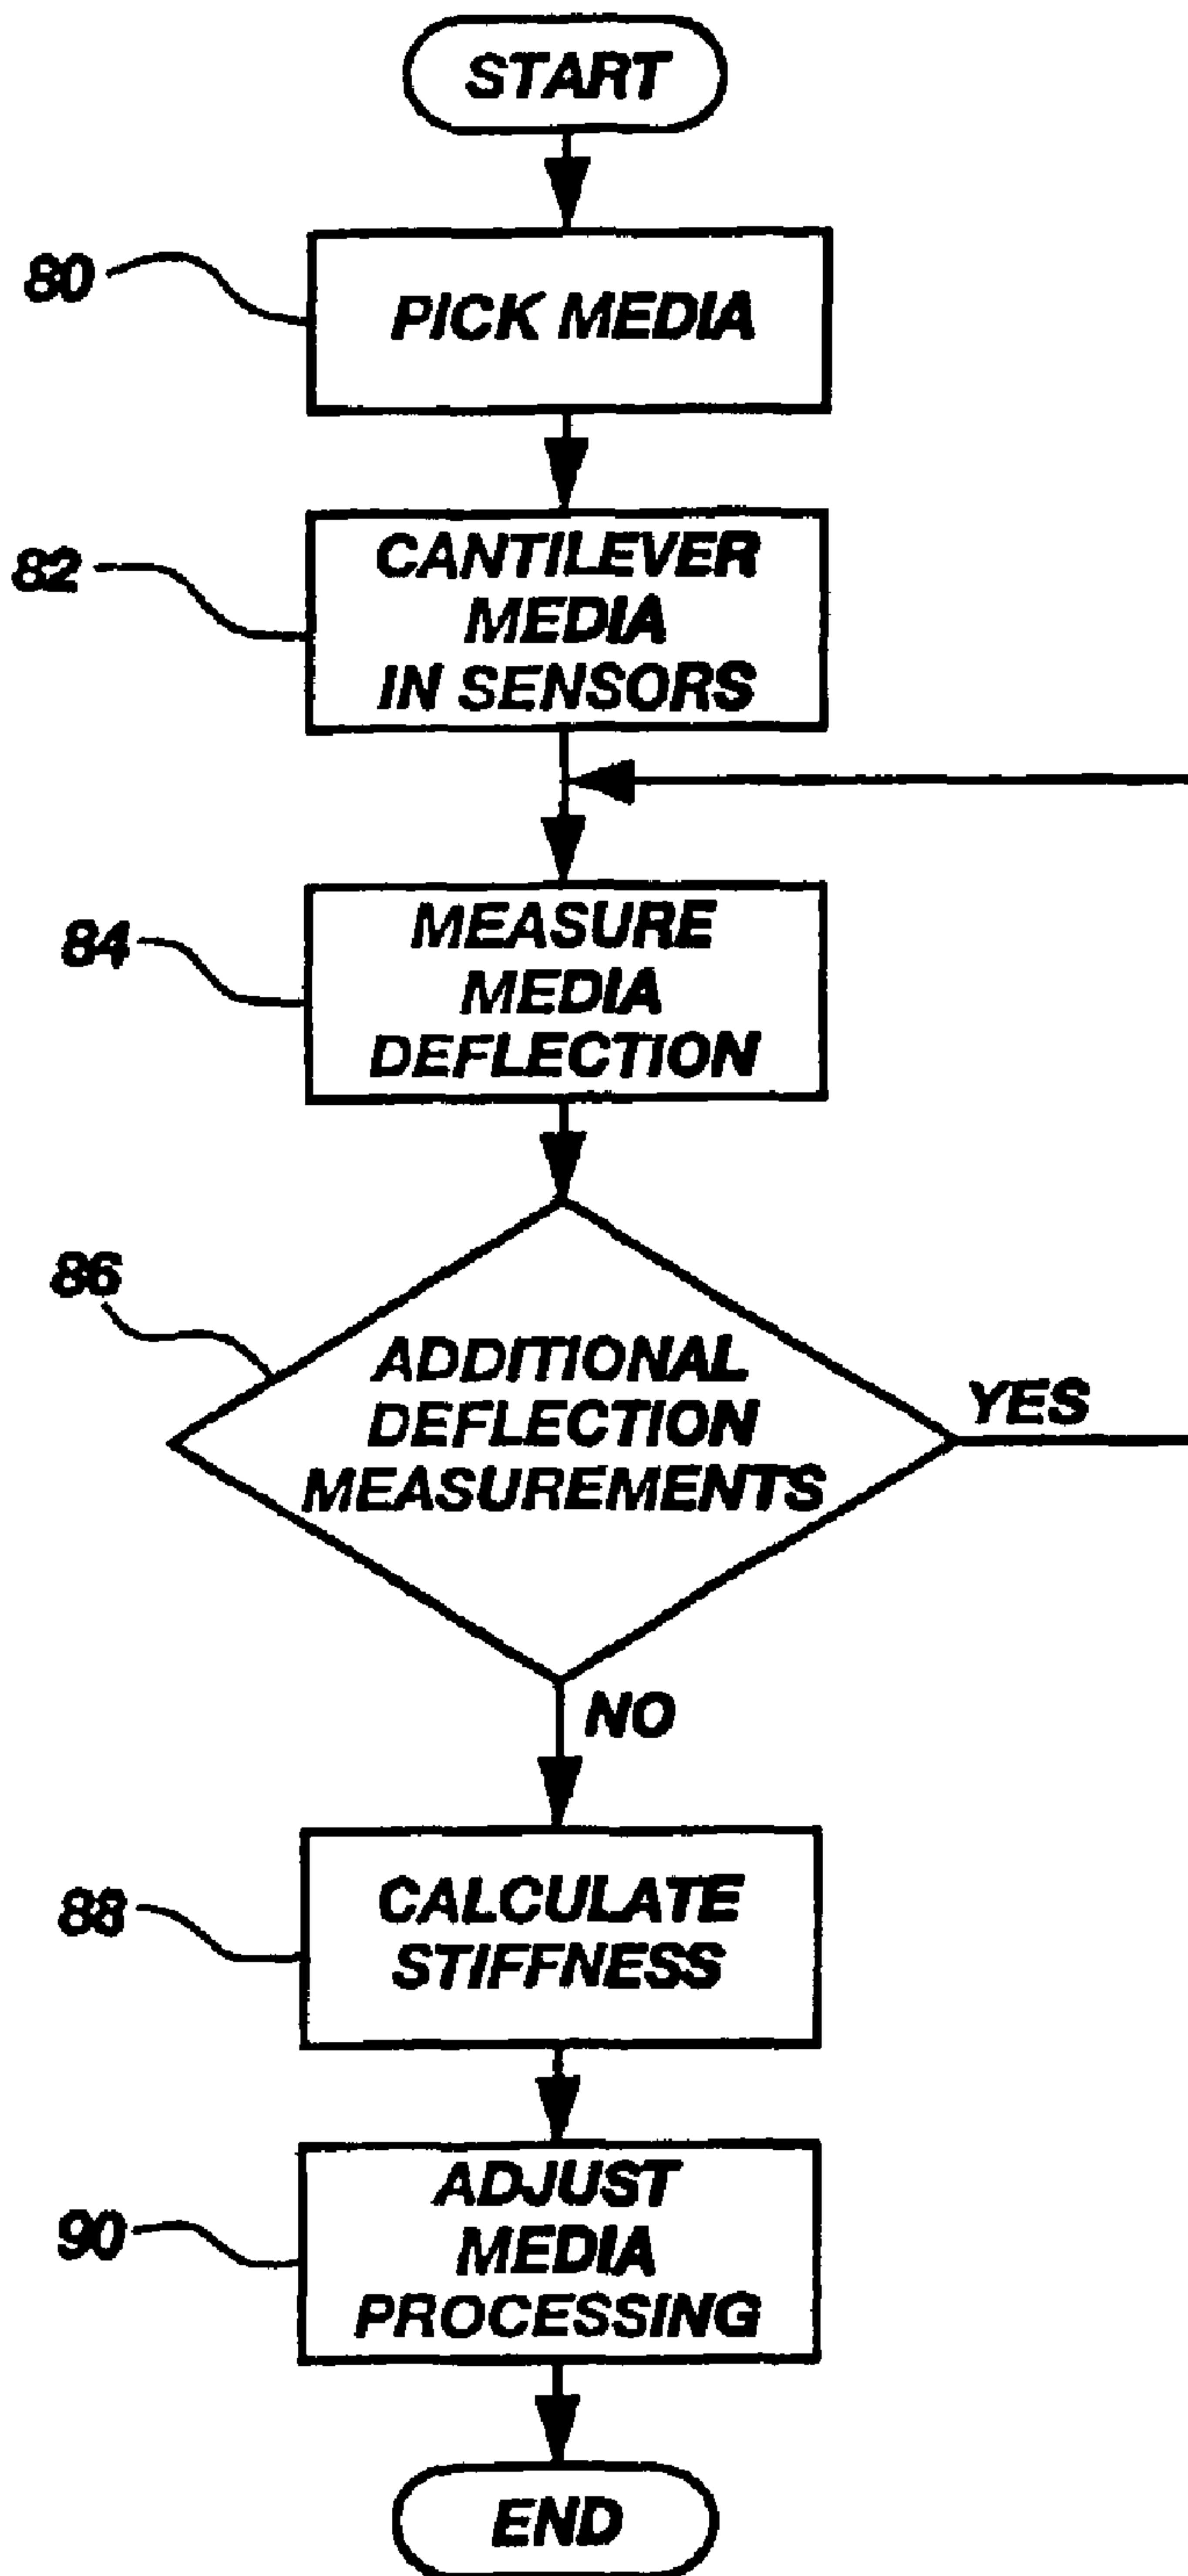 START
80
PICK MEDIA
82
CANTILEVER
MEDIA
IN SENSORS
84
MEASURE
MEDIA
DEFLECTION
86
ADDITIONAL
DEFLECTION
MEASUREMENTS
YES
NO
88
CALCULATE
STIFFNESS
90
ADJUST
MEDIA
PROCESSING
END